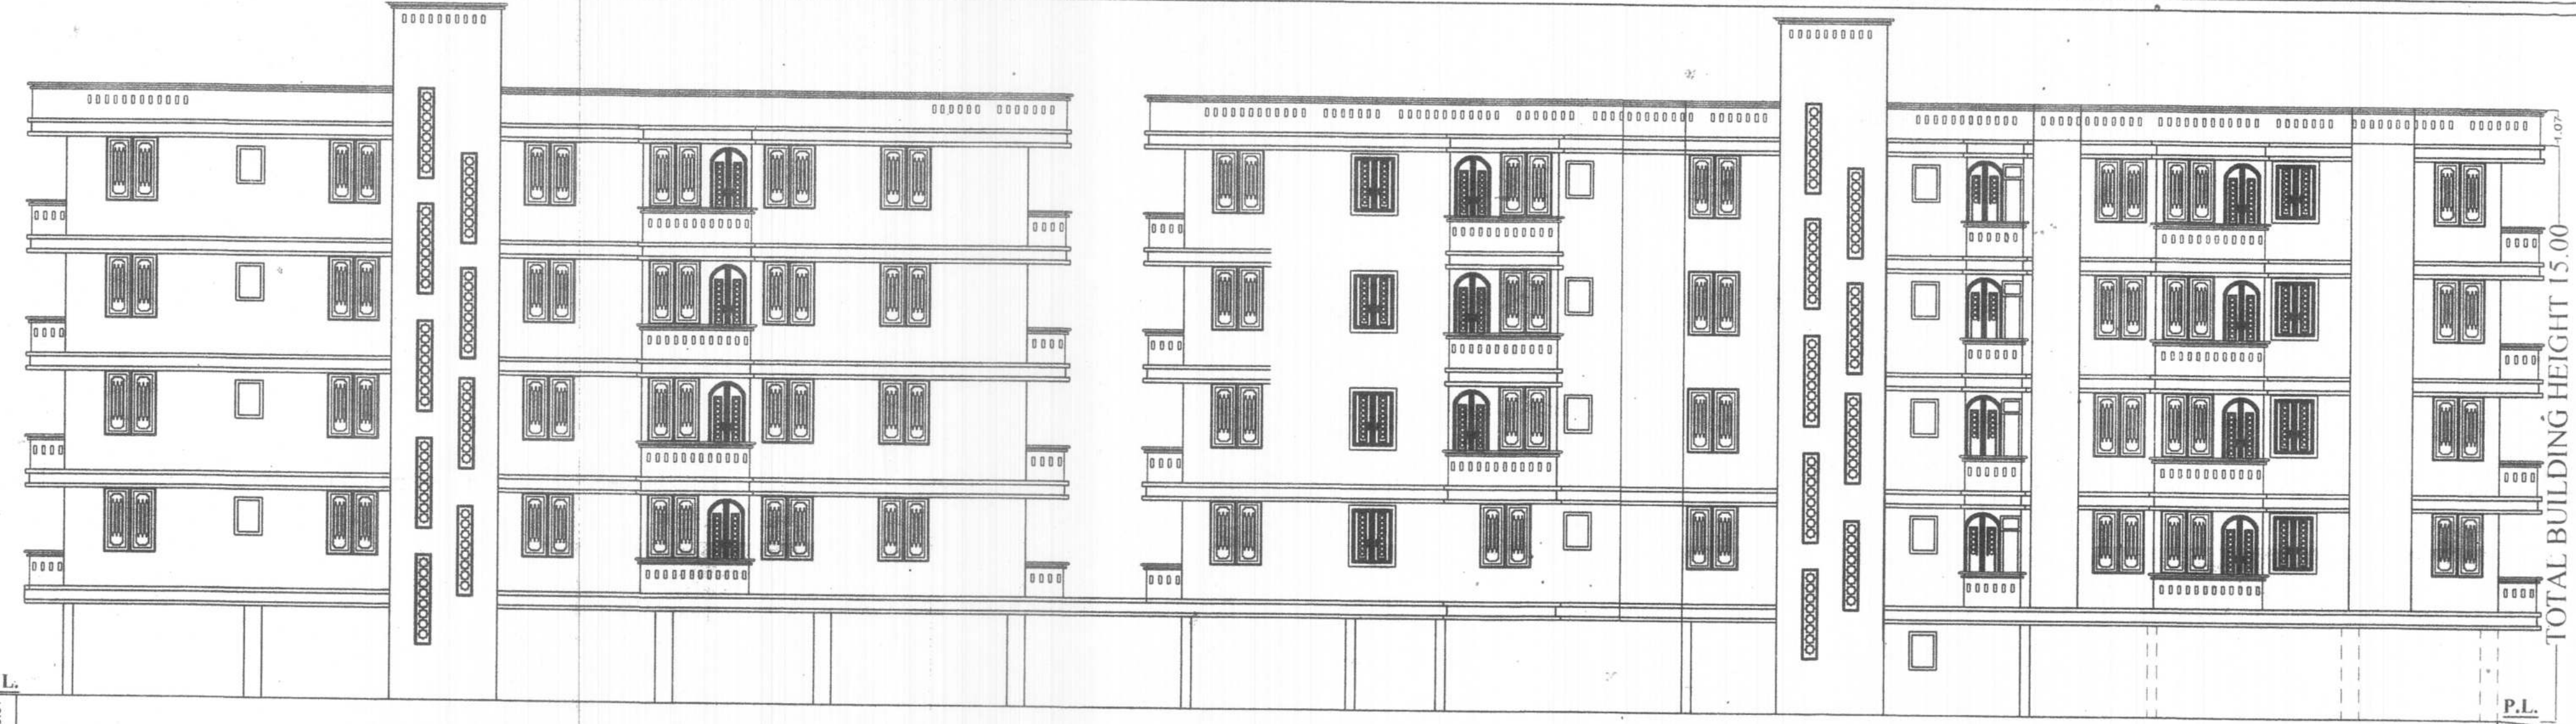 1.07
TOTAL BUILDING HEIGHT 15.00
L.
P.L.